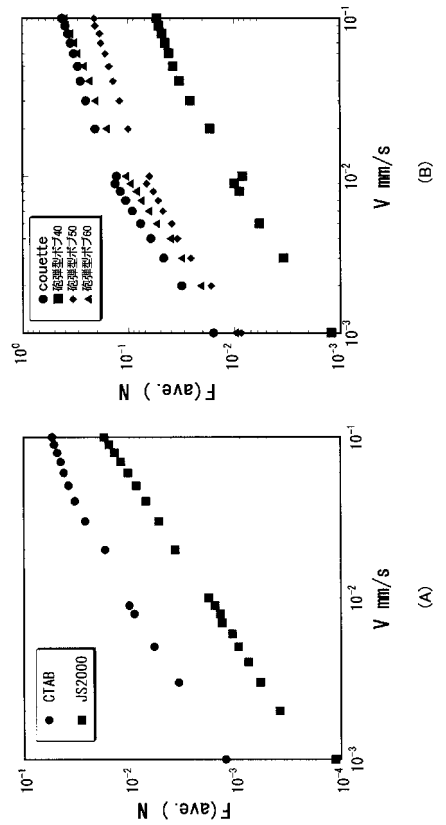 10⁻¹
10⁻²
10⁻³
10⁻⁴
F(ave.) N
CTAB
JS2000
10⁻³
10⁻²
10⁻¹
V mm/s
(A)
10⁰
10⁻¹
10⁻²
10⁻³
F(ave.) N
couette
砲弾型ボブ40
砲弾型ボブ50
砲弾型ボブ60
10⁻³
10⁻²
10⁻¹
V mm/s
(B)